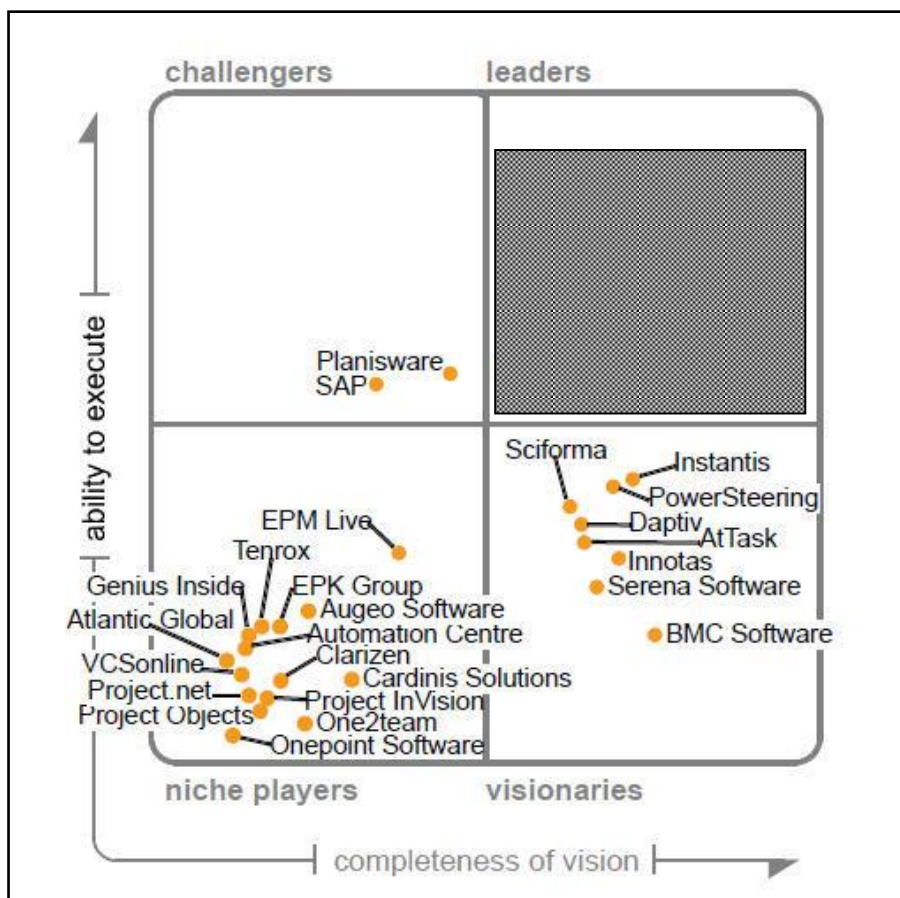 challengers
leaders
ability to execute
Planisware
SAP
Sciforma
Instantis
PowerSteering
Daptiv
AtTask
Innotas
Serena Software
BMC Software
EPM Live
Tenrox
Genius Inside
EPK Group
Augeo Software
Atlantic Global
Automation Centre
Clarizen
VCSonline
Cardinis Solutions
Project.net
Project InVision
Project Objects
One2team
Onepoint Software
niche players
visionaries
completeness of vision